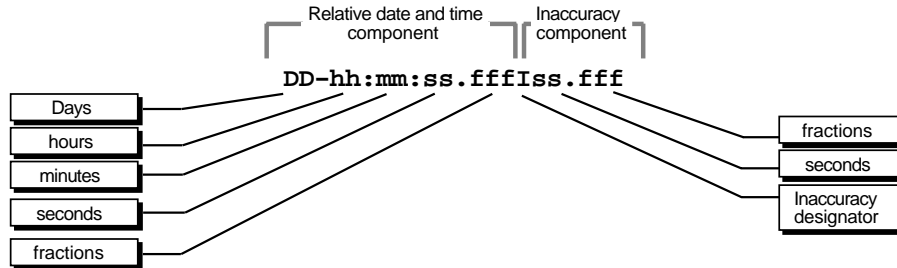 Relative date and time
component
Inaccuracy
component
DD-hh:mm:ss.fffIss.fff
Days
hours
minutes
seconds
fractions
fractions
seconds
Inaccuracy
designator